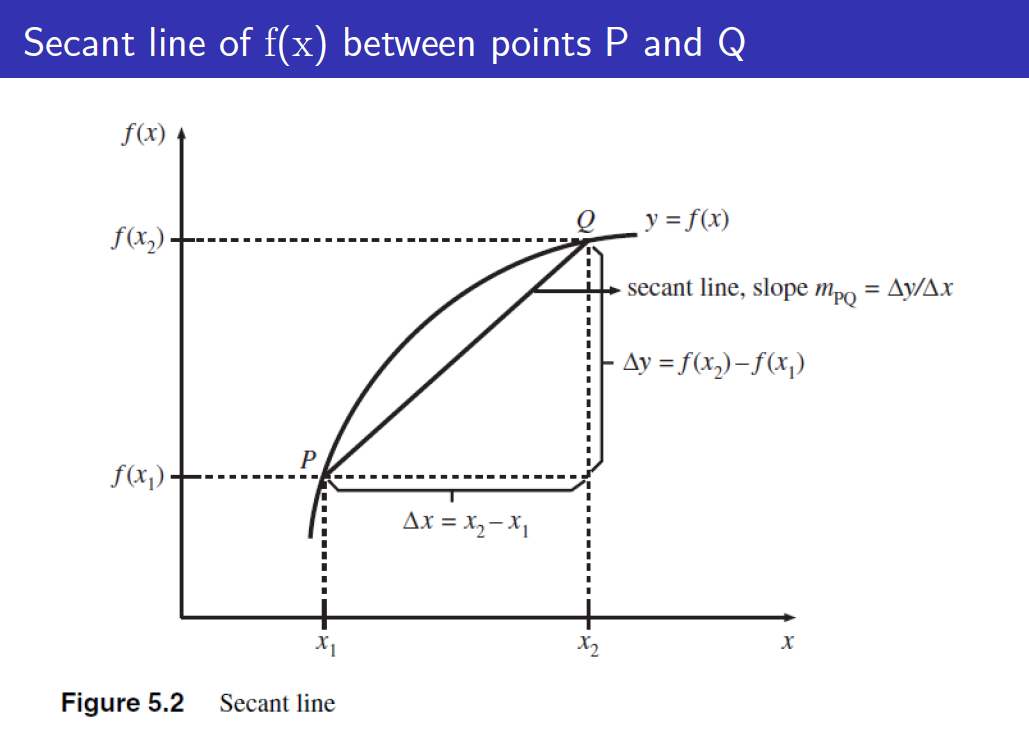 Secant line of f(x) between points P and Q
f(x)
Q
y = f(x)
f(x₂)
secant line, slope m_PQ = Δy/Δx
Δy = f(x₂) – f(x₁)
P
f(x₁)
Δx = x₂ – x₁
x₁
x₂
x
Figure 5.2 Secant line